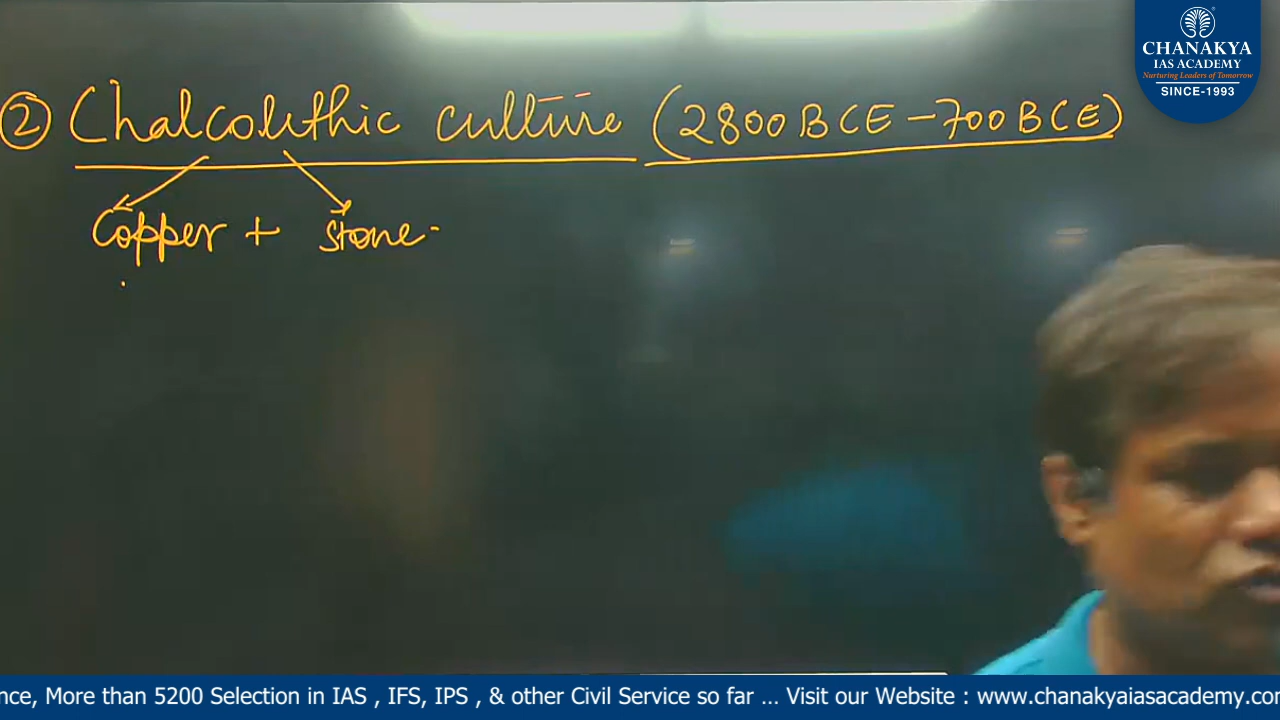 CHANAKYA
IAS ACADEMY
Nurturing Leaders of Tomorrow
SINCE-1993
② Chalcolithic culture (2800 BCE – 700 BCE)
Copper + stone
nce, More than 5200 Selection in IAS , IFS, IPS , & other Civil Service so far ... Visit our Website : www.chanakyaiasacademy.com